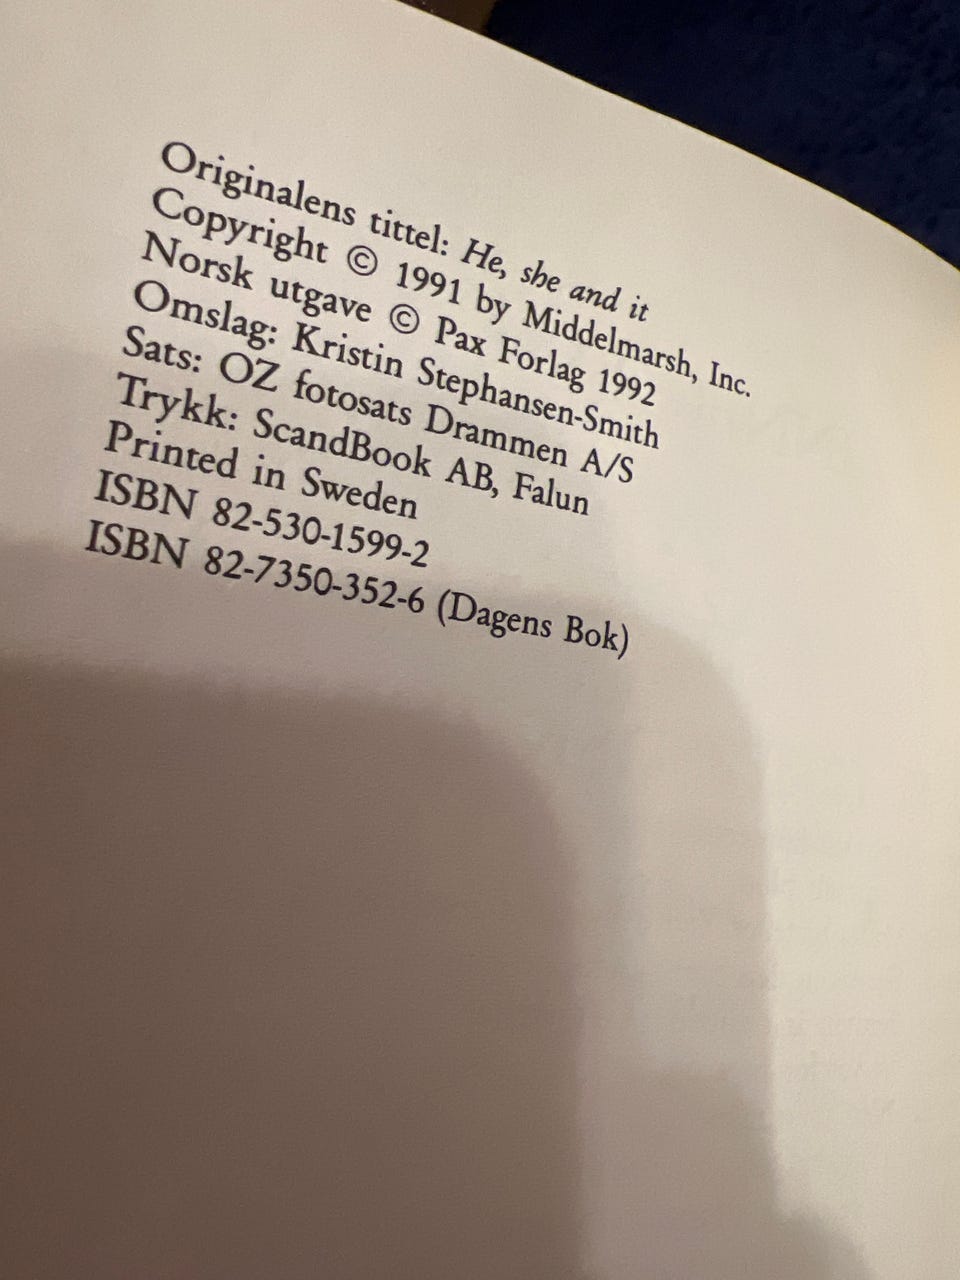 Originalens tittel: He, she and it
Copyright © 1991 by Middelmarsh, Inc.
Norsk utgave © Pax Forlag 1992
Omslag: Kristin Stephansen-Smith
Sats: OZ fotosats Drammen A/S
Trykk: ScandBook AB, Falun
Printed in Sweden
ISBN 82-530-1599-2
ISBN 82-7350-352-6 (Dagens Bok)